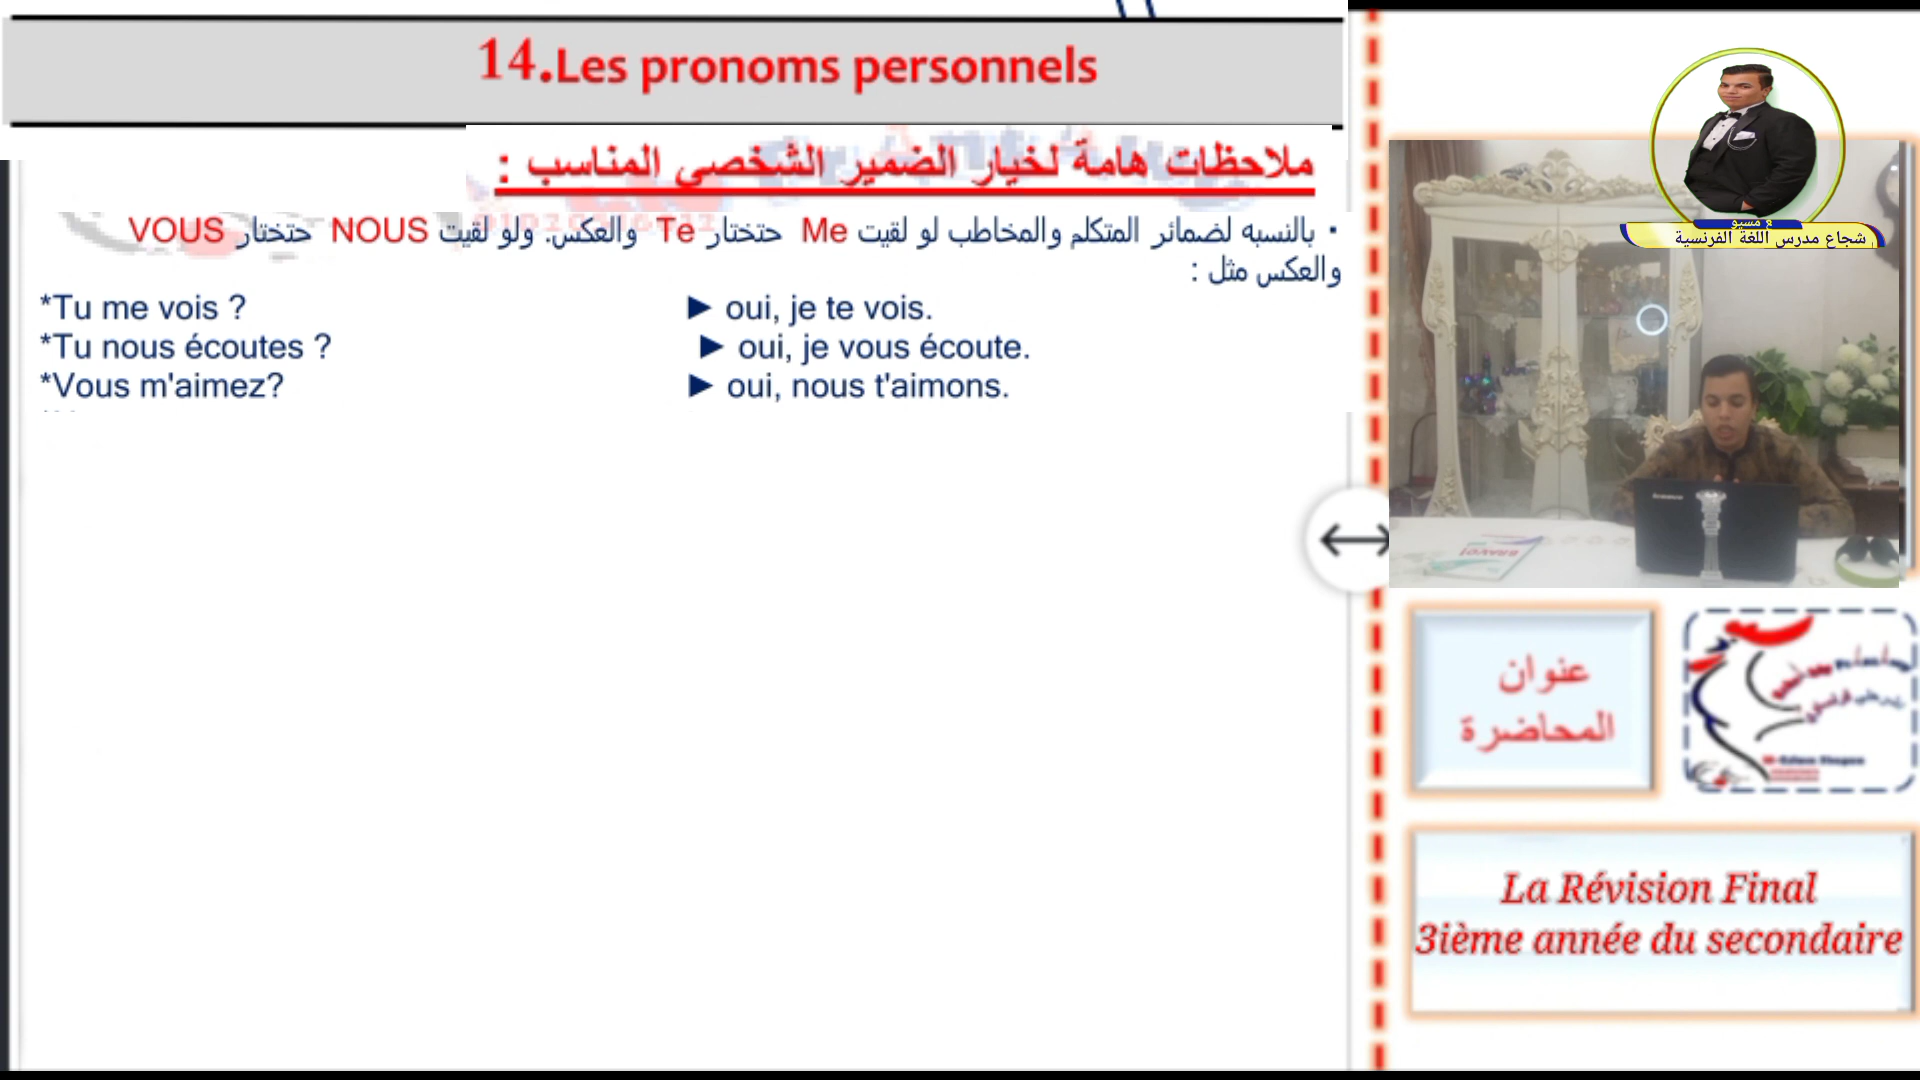 14.Les pronoms personnels
ملاحظات هامة لخيار الضمير الشخصي المناسب :
• بالنسبه لضمائر المتكلم والمخاطب لو لقيت Me حتختار Te والعكس. ولو لقيت NOUS حتختار VOUS
والعكس مثل :
*Tu me vois ? ► oui, je te vois.
*Tu nous écoutes ? ► oui, je vous écoute.
*Vous m'aimez? ► oui, nous t'aimons.
مسيو
شجاع مدرس اللغة الفرنسية
عنوان
المحاضرة
La Révision Final
3ième année du secondaire